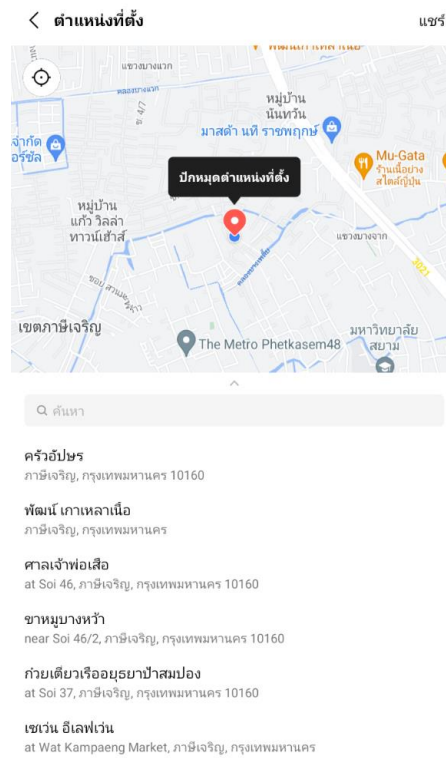 ตำแหน่งที่ตั้ง
แชร์
แขวงบางแวก
คลองบางแวก
ซ. 4/7
หมู่บ้าน
นันทวัน
มาสด้า นที ราชพฤกษ์
จำกัด
Mu-Gata
ร้านเนื้อย่าง
สไตล์ญี่ปุ่น
ปักหมุดตำแหน่งที่ตั้ง
หมู่บ้าน
แก้ว วิลล่า
ทาวน์เฮ้าส์
แขวงบางจาก
3021
เขตภาษีเจริญ
The Metro Phetkasem48
มหาวิทยาลัย
สยาม
ค้นหา
ครัวอัปษร
ภาษีเจริญ, กรุงเทพมหานคร 10160
พัฒน์ เกาเหลาเนื้อ
ภาษีเจริญ, กรุงเทพมหานคร
ศาลเจ้าพ่อเสือ
at Soi 46, ภาษีเจริญ, กรุงเทพมหานคร 10160
ขาหมูบางหว้า
near Soi 46/2, ภาษีเจริญ, กรุงเทพมหานคร 10160
ก๋วยเตี๋ยวเรืออยุธยาป้าสมปอง
at Soi 37, ภาษีเจริญ, กรุงเทพมหานคร 10160
เซเว่น อีเลฟเว่น
at Wat Kampaeng Market, ภาษีเจริญ, กรุงเทพมหานคร